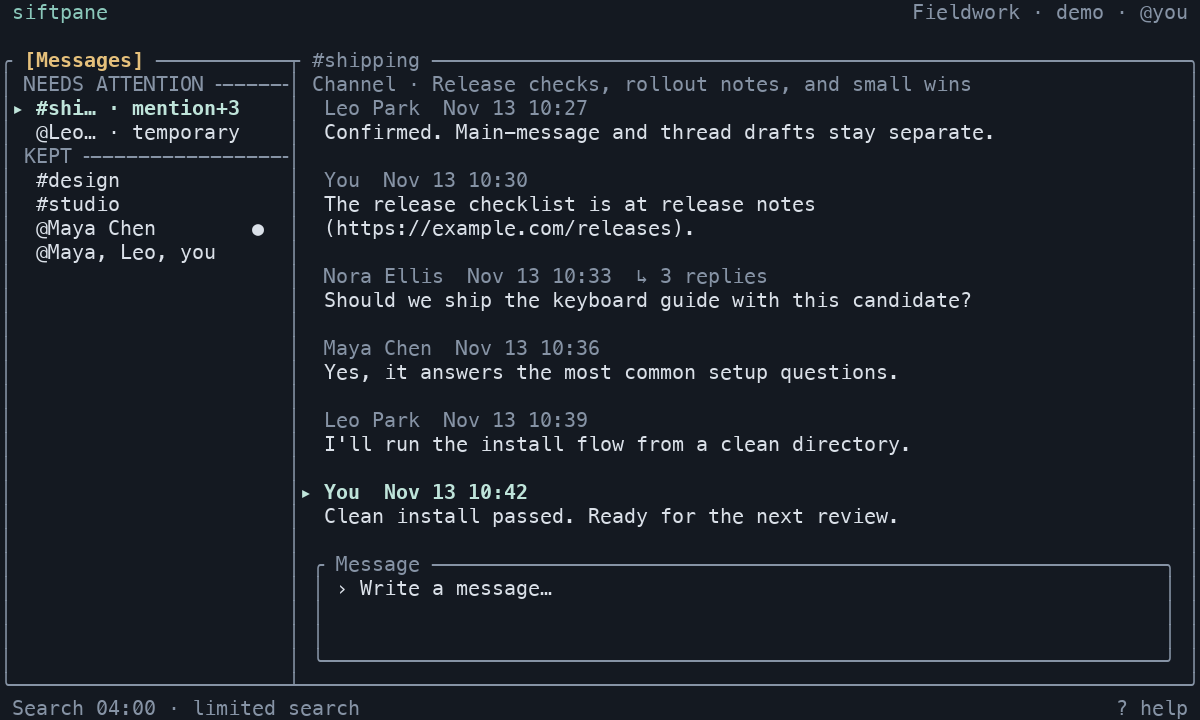 siftpane
Fieldwork · demo · @you
[Messages]
NEEDS ATTENTION
▸ #shi… · mention+3
@Leo… · temporary
KEPT
#design
#studio
@Maya Chen ●
@Maya, Leo, you
#shipping
Channel · Release checks, rollout notes, and small wins
Leo Park  Nov 13 10:27
Confirmed. Main-message and thread drafts stay separate.
You  Nov 13 10:30
The release checklist is at release notes
(https://example.com/releases).
Nora Ellis  Nov 13 10:33  ↳ 3 replies
Should we ship the keyboard guide with this candidate?
Maya Chen  Nov 13 10:36
Yes, it answers the most common setup questions.
Leo Park  Nov 13 10:39
I'll run the install flow from a clean directory.
▸ You  Nov 13 10:42
Clean install passed. Ready for the next review.
Message
› Write a message…
Search 04:00 · limited search
? help